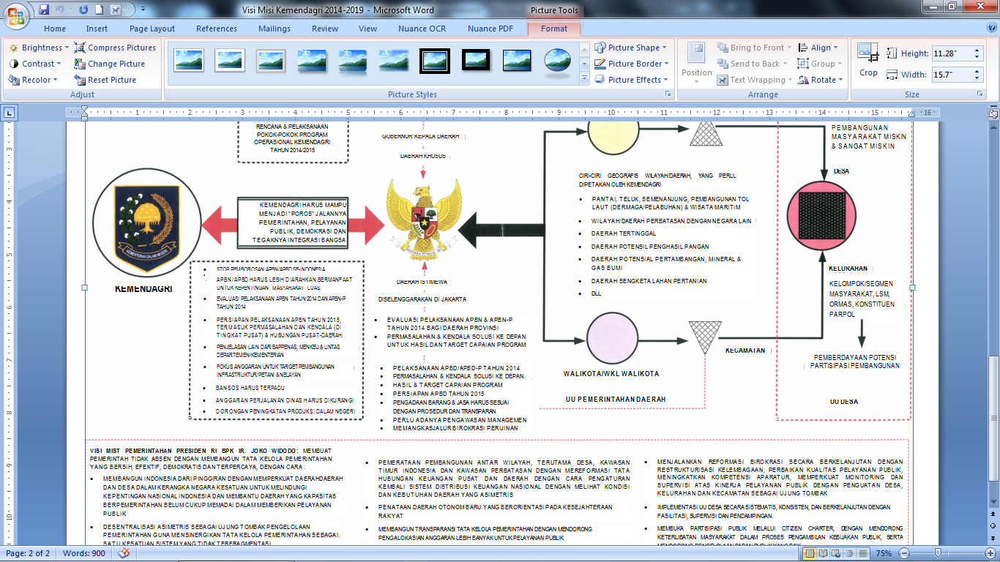 Visi Misi Kemendagri 2014-2019 - Microsoft Word
Picture Tools
Home
Insert
Page Layout
References
Mailings
Review
View
Nuance OCR
Nuance PDF
Format
Brightness
Compress Pictures
Contrast
Change Picture
Recolor
Reset Picture
Adjust
Picture Styles
Picture Shape
Picture Border
Picture Effects
Position
Bring to Front
Send to Back
Text Wrapping
Align
Group
Rotate
Arrange
Crop
Height: 11.28"
Width: 15.7"
Size
1 2 3 4 5 6 7 8 9 10 11 12 13 14 15 16
3
4
5
6
7
8
9
10
RENCANA & PELAKSANAAN
POKOK-POKOK PROGRAM
OPERASIONAL KEMENDAGRI
TAHUN 2014/2015
KEMENTERIAN DALAM NEGERI
KEMENDAGRI
KEMENDAGRI HARUS MAMPU
MENJADI "POROS" JALANNYA
PEMERINTAHAN, PELAYANAN
PUBLIK, DEMOKRASI DAN
TEGAKNYA INTEGRASI BANGSA
• STOP PEMBOROSAN APBN/APBD SE-INDONESIA
• APBN/APBD HARUS LEBIH DIARAHKAN BERMANFAAT
UNTUK KEPENTINGAN MASYARAKAT LUAS
• EVALUASI PELAKSANAAN APBN TAHUN 2014 DAN APBN-P
TAHUN 2014
• PERSIAPAN PELAKSANAAN APBN TAHUN 2015,
TERMASUK PERMASALAHAN DAN KENDALA (DI
TINGKAT PUSAT) & HUBUNGAN PUSAT-DAERAH
• PENJELASAN LAIN DARI BAPPENAS, MENKEU & LINTAS
DEPARTEMEN/KEMENTERIAN
• FOKUS ANGGARAN UNTUK TARGET PEMBANGUNAN
INFRASTRUKTUR/PETANI & NELAYAN
• BANSOS HARUS TERPADU
• ANGGARAN PERJALANAN DINAS HARUS DIKURANGI
• DORONGAN PENINGKATAN PRODUKSI DALAM NEGERI
GUBERNUR KEPALA DAERAH
DAERAH KHUSUS
DAERAH ISTIMEWA
DISELENGGARAKAN DI JAKARTA
• EVALUASI PELAKSANAAN APBN & APBN-P
TAHUN 2014 BAGI DAERAH PROVINSI
• PERMASALAHAN & KENDALA SOLUSI KE DEPAN
UNTUK HASIL DAN TARGET CAPAIAN PROGRAM
• PELAKSANAAN APBD/APBD-P TAHUN 2014
• PERMASALAHAN & KENDALA SOLUSI KE DEPAN.
• HASIL & TARGET CAPAIAN PROGRAM
• PERSIAPAN APBD TAHUN 2015
• PENGADAAN BARANG & JASA HARUS SESUAI
DENGAN PROSEDUR DAN TRANSPARAN
• PERLU ADANYA PENGAWASAN MANAGEMEN
• MEMANGKAS JALUR BIROKRASI PERIJINAN
CIRI-CIRI GEOGRAFIS WILAYAH/DAERAH, YANG PERLU
DIPETAKAN OLEH KEMENDAGRI
• PANTAI, TELUK, SEMENANJUNG, PEMBANGUNAN TOL
LAUT (DERMAGA/PELABUHAN) & WISATA MARITIM
• WILAYAH/DAERAH PERBATASAN DENGAN NEGARA LAIN
• DAERAH TERTINGGAL
• DAERAH POTENSIL PENGHASIL PANGAN
• DAERAH POTENSIAL PERTAMBANGAN, MINERAL &
GAS BUMI
• DAERAH SENGKETA LAHAN PERTANIAN
• DLL
WALIKOTA/WKL WALIKOTA
UU PEMERINTAHAN DAERAH
KECAMATAN
PEMBANGUNAN
MASYARAKAT MISKIN
& SANGAT MISKIN
DESA
KELURAHAN
KELOMPOK/SEGMEN
MASYARAKAT, LSM,
ORMAS, KONSTITUEN
PARPOL
PEMBERDAYAAN POTENSI
PARTISIPASI PEMBANGUNAN
UU DESA
VISI MIST PEMERINTAHAN PRESIDEN RI BPK IR. JOKO WIDODO: MEMBUAT
PEMERINTAH TIDAK ABSEN DENGAN MEMBANGUN TATA KELOLA PEMERINTAHAN
YANG BERSIH, EFEKTIF, DEMOKRATIS DAN TERPERCAYA, DENGAN CARA :
• MEMBANGUN INDONESIA DARI PINGGIRAN DENGAN MEMPERKUAT DAERAHDAERAH
DAN DESA DALAM KERANGKA NEGARA KESATUAN UNTUK MELINDUNGI
KEPENTINGAN NASIONAL INDONESIA DAN MEMBANTU DAERAH YANG KAPASITAS
BERPEMERINTAHAN BELUM CUKUP MEMADAI DALAM MEMBERIKAN PELAYANAN
PUBLIK
• DESENTRALISASI ASIMETRIS SEBAGAI UJUNG TOMBAK PENGELOLAAN
PEMERINTAHAN GUNA MENSINERGIKAN TATA KELOLA PEMERINTAHAN SEBAGAI
SATU KESATUAN SISTEM YANG TIDAK TERFRAGMENTASI
• PEMERATAAN PEMBANGUNAN ANTAR WILAYAH, TERUTAMA DESA, KAWASAN
TIMUR INDONESIA DAN KAWASAN PERBATASAN DENGAN MEREFORMASI TATA
HUBUNGAN KEUANGAN PUSAT DAN DAERAH DENGAN CARA PENGATURAN
KEMBALI SISTEM DISTRIBUSI KEUANGAN NASIONAL DENGAN MELIHAT KONDISI
DAN KEBUTUHAN DAERAH YANG ASIMETRIS
• PENATAAN DAERAH OTONOM BARU YANG BERORIENTASI PADA KESEJAHTERAAN
RAKYAT
• MEMBANGUN TRANSPARANSI TATA KELOLA PEMERINTAHAN DENGAN MENDORONG
PENGALOKASIAN ANGGARAN LEBIH BANYAK UNTUK PELAYANAN PUBLIK
• MENJALANKAN REFORMASI BIROKRASI SECARA BERKELANJUTAN DENGAN
RESTRUKTURISASI KELEMBAGAAN, PERBAIKAN KUALITAS PELAYANAN PUBLIK,
MENINGKATKAN KOMPETENSI APARATUR, MEMPERKUAT MONITORING DAN
SUPERVISI ATAS KINERJA PELAYANAN PUBLIK DENGAN PENGUATAN DESA,
KELURAHAN DAN KECAMATAN SEBAGAI UJUNG TOMBAK
• IMPLEMENTASI UU DESA SECARA SISTEMATIS, KONSISTEN, DAN BERKELANJUTAN DENGAN
FASILITASI, SUPERVISI DAN PENDAMPINGAN.
• MEMBUKA PARTISIPASI PUBLIK MELALUI CITIZEN CHARTER, DENGAN MENDORONG
KETERLIBATAN MASYARAKAT DALAM PROSES PENGAMBILAN KEBIJAKAN PUBLIK, SERTA
Page: 2 of 2
Words: 900
75%